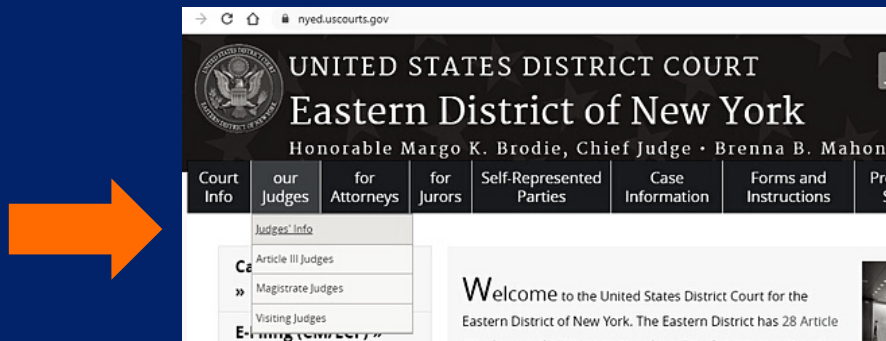 nyed.uscourts.gov
UNITED STATES DISTRICT COURT
Eastern District of New York
Honorable Margo K. Brodie, Chief Judge • Brenna B. Mahon
Court Info
our Judges
for Attorneys
for Jurors
Self-Represented Parties
Case Information
Forms and Instructions
Judges' Info
Article III Judges
Magistrate Judges
Visiting Judges
»
Welcome to the United States District Court for the
Eastern District of New York. The Eastern District has 28 Article